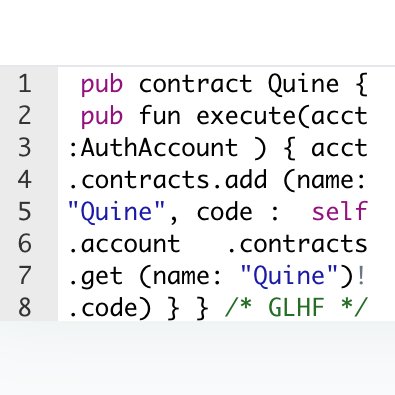 1 pub contract Quine {
2 pub fun execute(acct
3 :AuthAccount ) { acct
4 .contracts.add (name:
5 "Quine", code :  self
6 .account   .contracts
7 .get (name: "Quine")!
8 .code) } } /* GLHF */